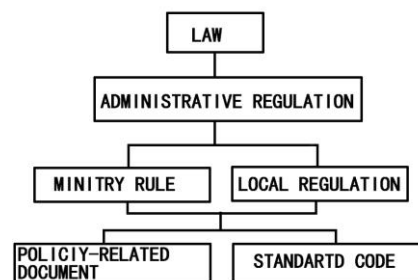 LAW
ADMINISTRATIVE REGULATION
MINITRY RULE
LOCAL REGULATION
POLICIY-RELATED
DOCUMENT
STANDARTD CODE